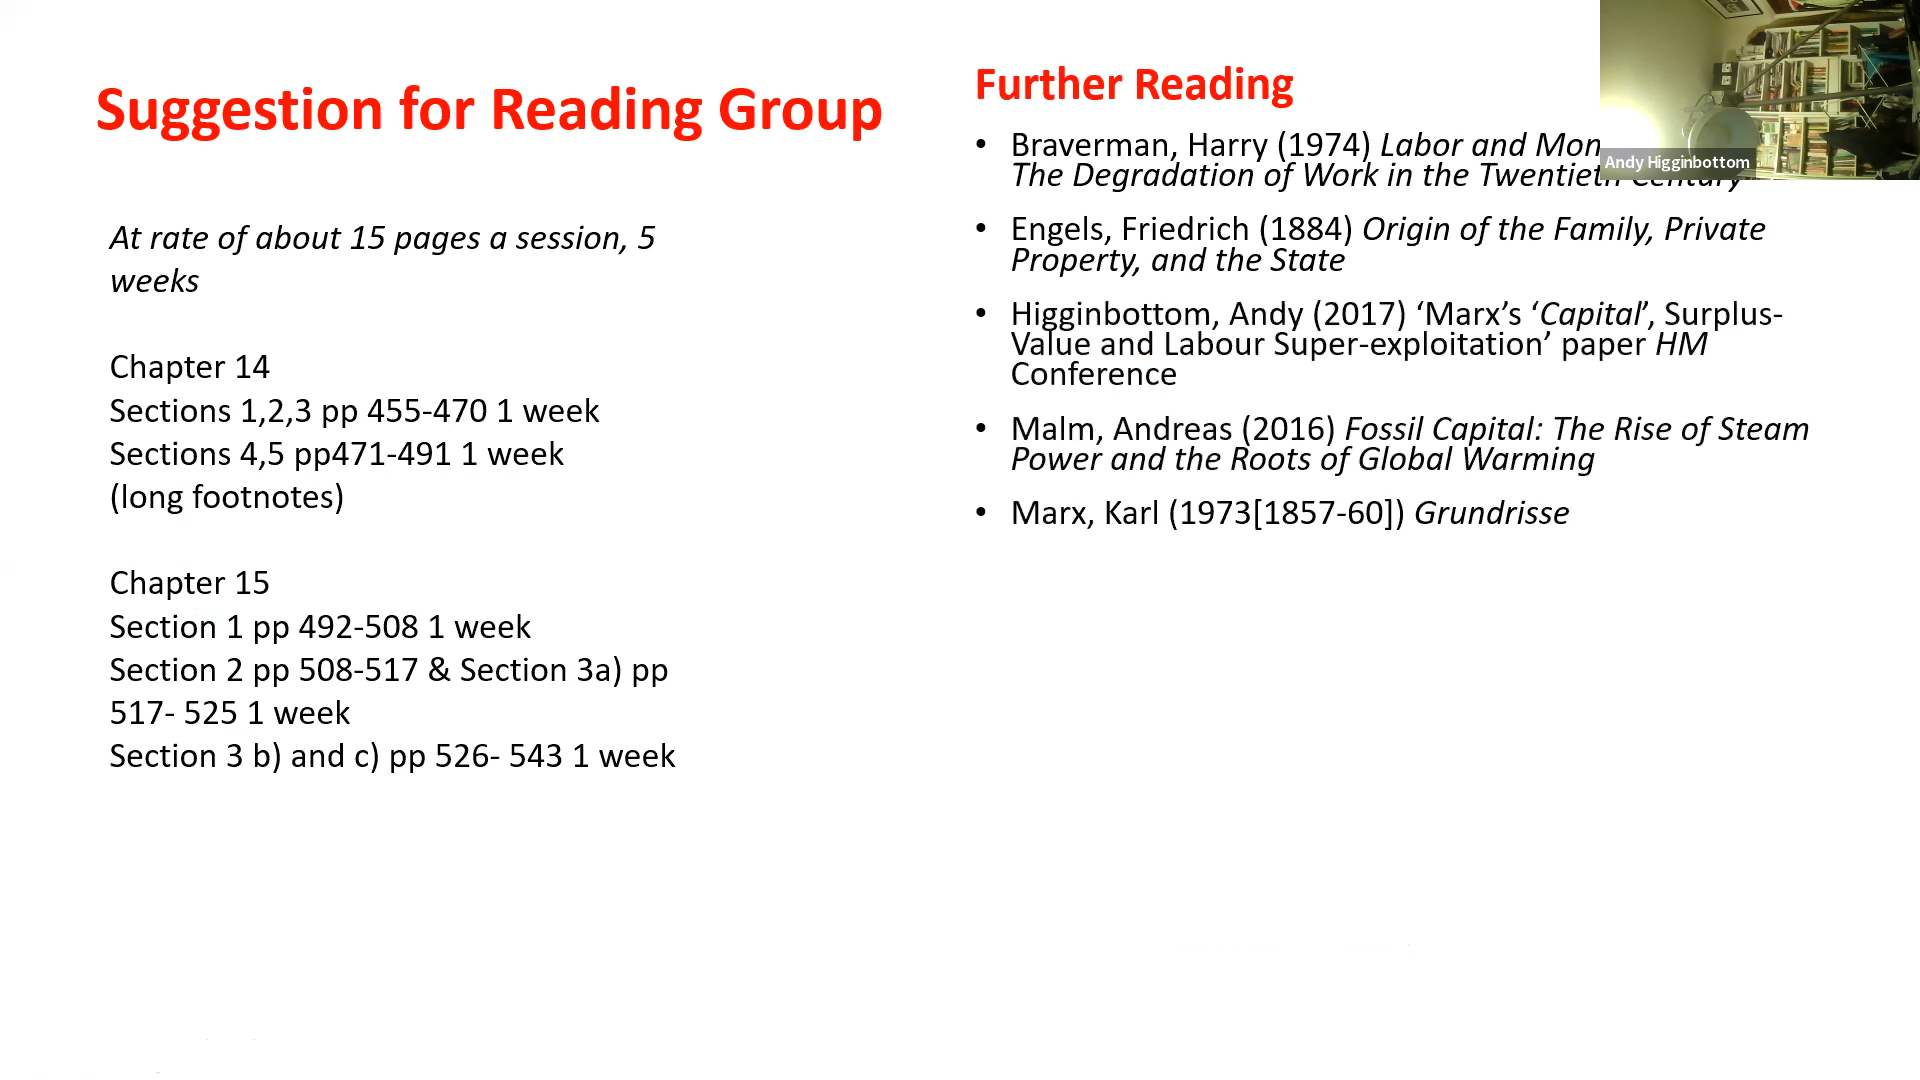 Suggestion for Reading Group
At rate of about 15 pages a session, 5
weeks
Chapter 14
Sections 1,2,3 pp 455-470 1 week
Sections 4,5 pp471-491 1 week
(long footnotes)
Chapter 15
Section 1 pp 492-508 1 week
Section 2 pp 508-517 & Section 3a) pp
517- 525 1 week
Section 3 b) and c) pp 526- 543 1 week
Further Reading
• Braverman, Harry (1974) Labor and
The Degradation of Work in the Twentieth Century
• Engels, Friedrich (1884) Origin of the Family, Private
Property, and the State
• Higginbottom, Andy (2017) ‘Marx’s ‘Capital’, Surplus-
Value and Labour Super-exploitation’ paper HM
Conference
• Malm, Andreas (2016) Fossil Capital: The Rise of Steam
Power and the Roots of Global Warming
• Marx, Karl (1973[1857-60]) Grundrisse
Andy Higginbottom